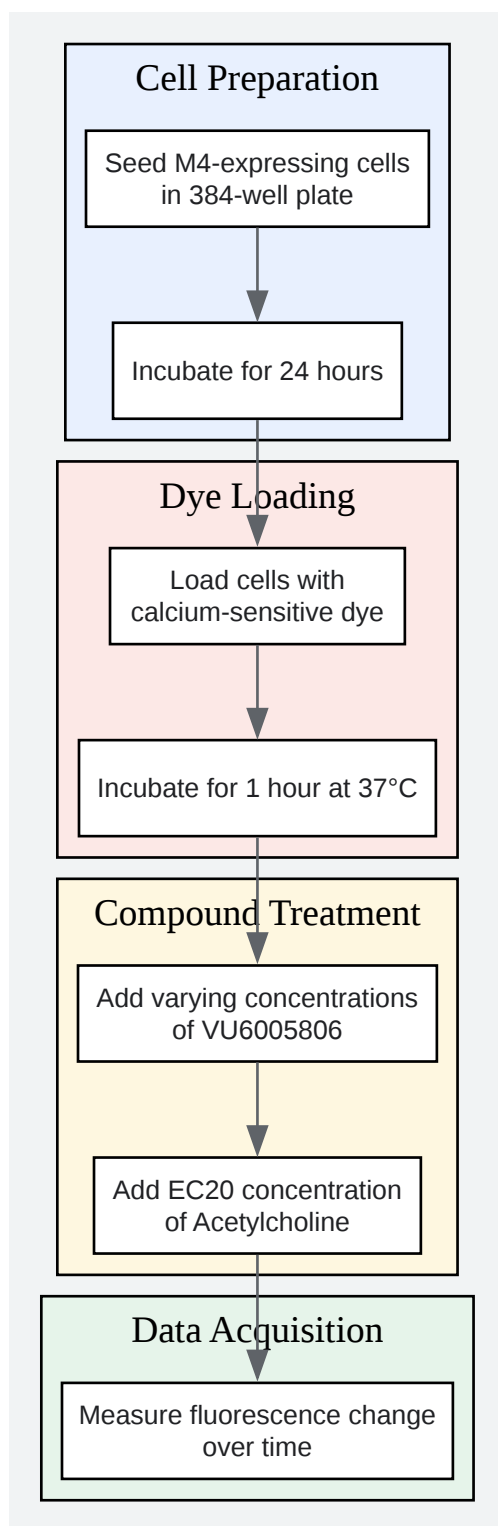 Cell Preparation
Seed M4-expressing cells
in 384-well plate
Incubate for 24 hours
Dye Loading
Load cells with
calcium-sensitive dye
Incubate for 1 hour at 37°C
Compound Treatment
Add varying concentrations
of VU6005806
Add EC20 concentration
of Acetylcholine
Data Acquisition
Measure fluorescence change
over time